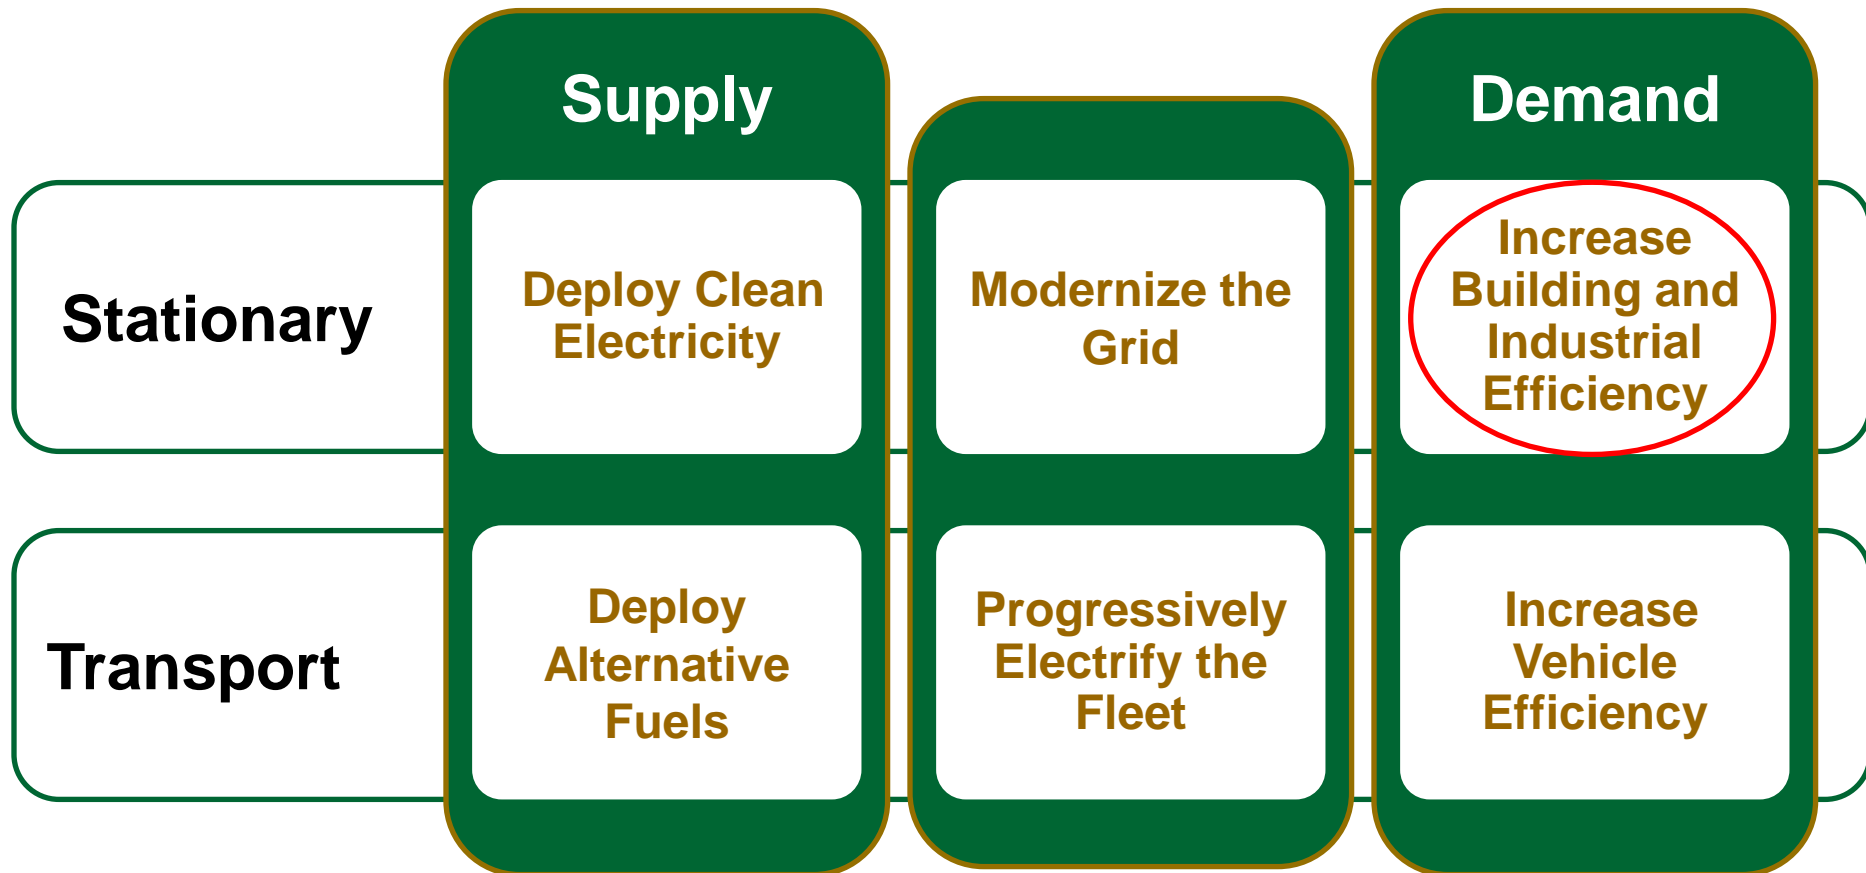 Supply
Demand
Stationary
Deploy Clean
Electricity
Modernize the
Grid
Increase
Building and
Industrial
Efficiency
Transport
Deploy
Alternative
Fuels
Progressively
Electrify the
Fleet
Increase
Vehicle
Efficiency